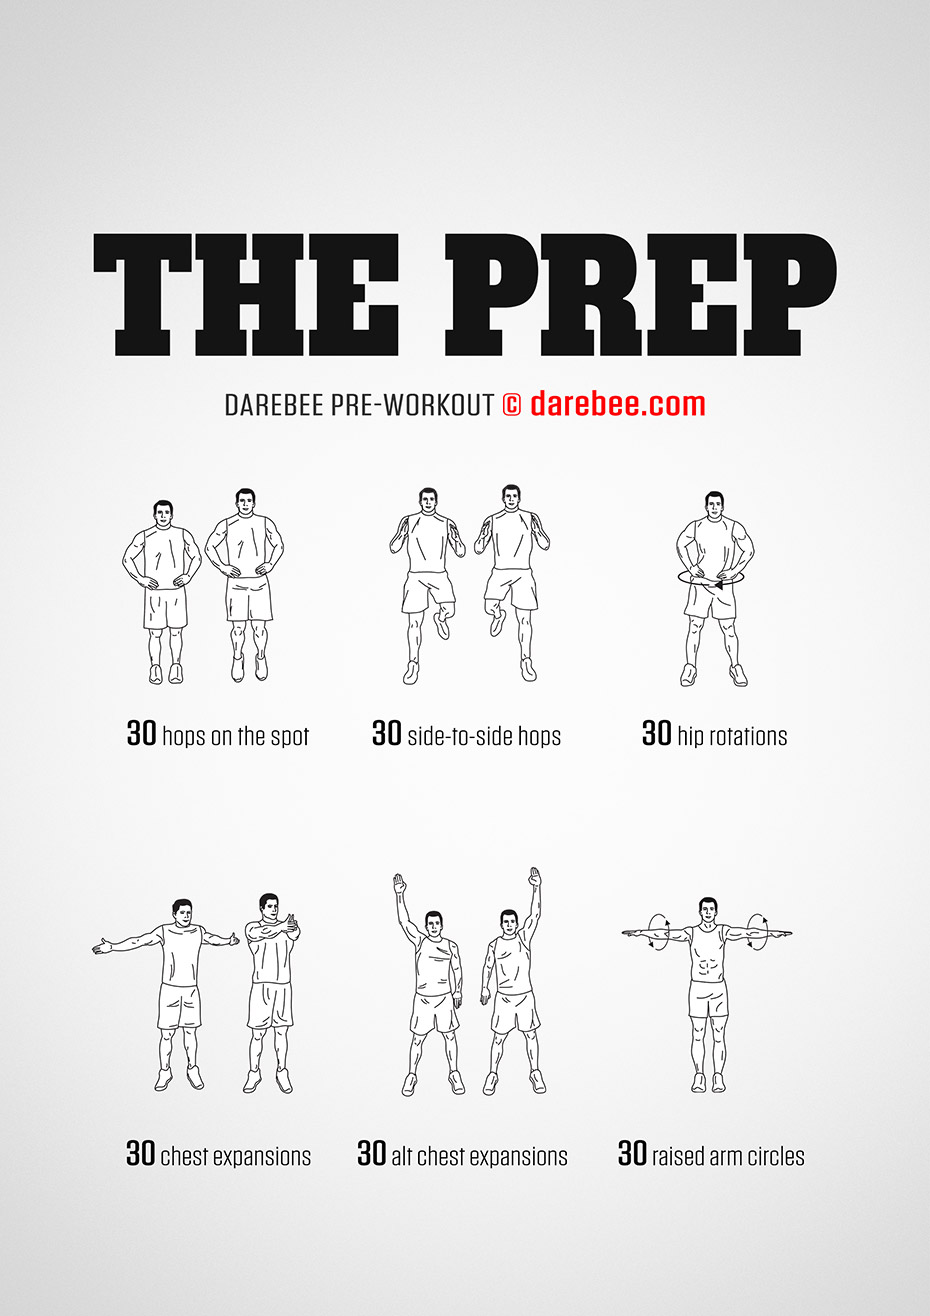 THE PREP
DAREBEE PRE-WORKOUT © darebee.com
30 hops on the spot
30 side-to-side hops
30 hip rotations
30 chest expansions
30 alt chest expansions
30 raised arm circles